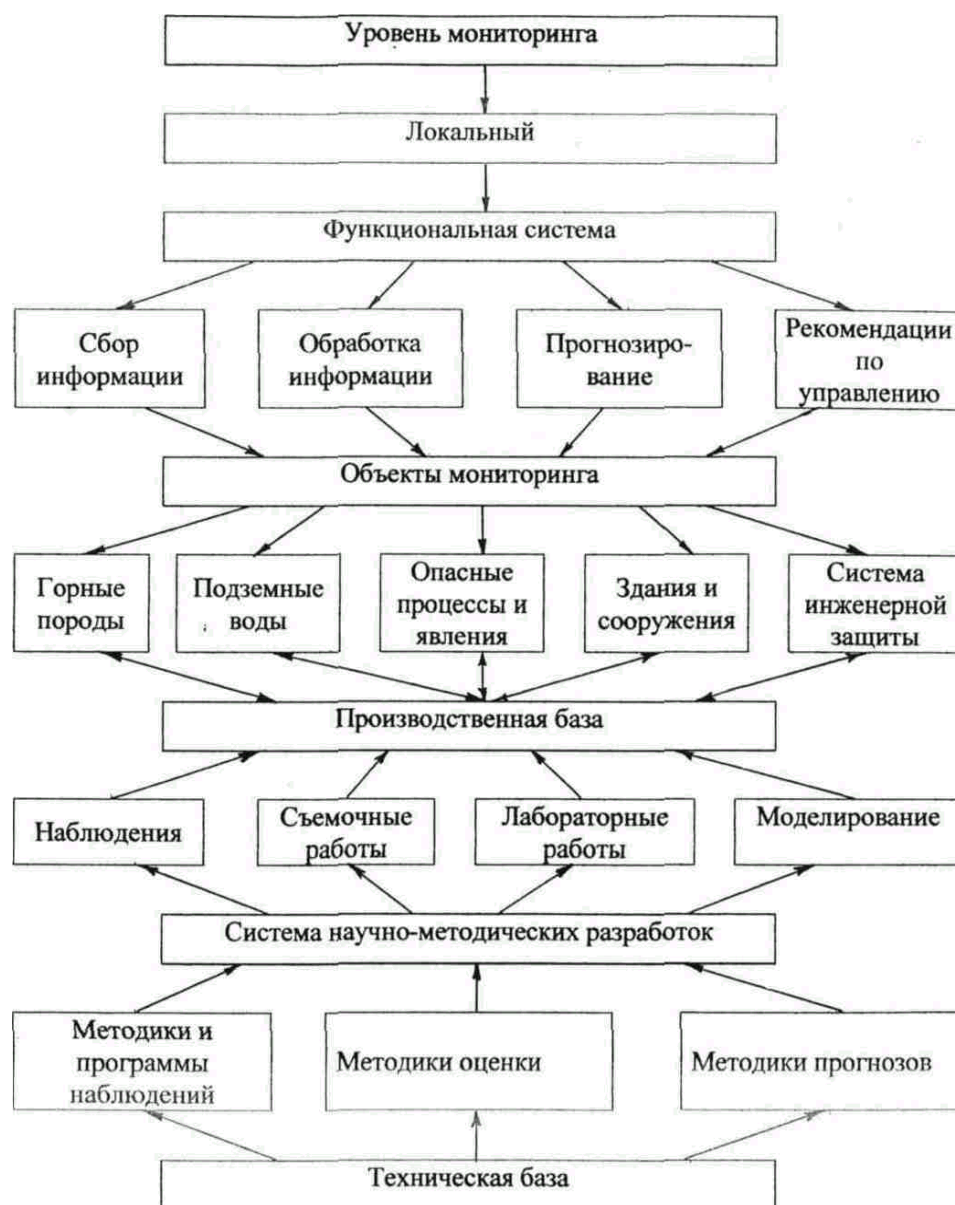 Уровень мониторинга
Локальный
Функциональная система
Сбор
информации
Обработка
информации
Прогнозиро-
вание
Рекомендации
по
управлению
Объекты мониторинга
Горные
породы
Подземные
воды
Опасные
процессы и
явления
Здания и
сооружения
Система
инженерной
защиты
Производственная база
Наблюдения
Съемочные
работы
Лабораторные
работы
Моделирование
Система научно-методических разработок
Методики и
программы
наблюдений
Методики оценки
Методики прогнозов
Техническая база